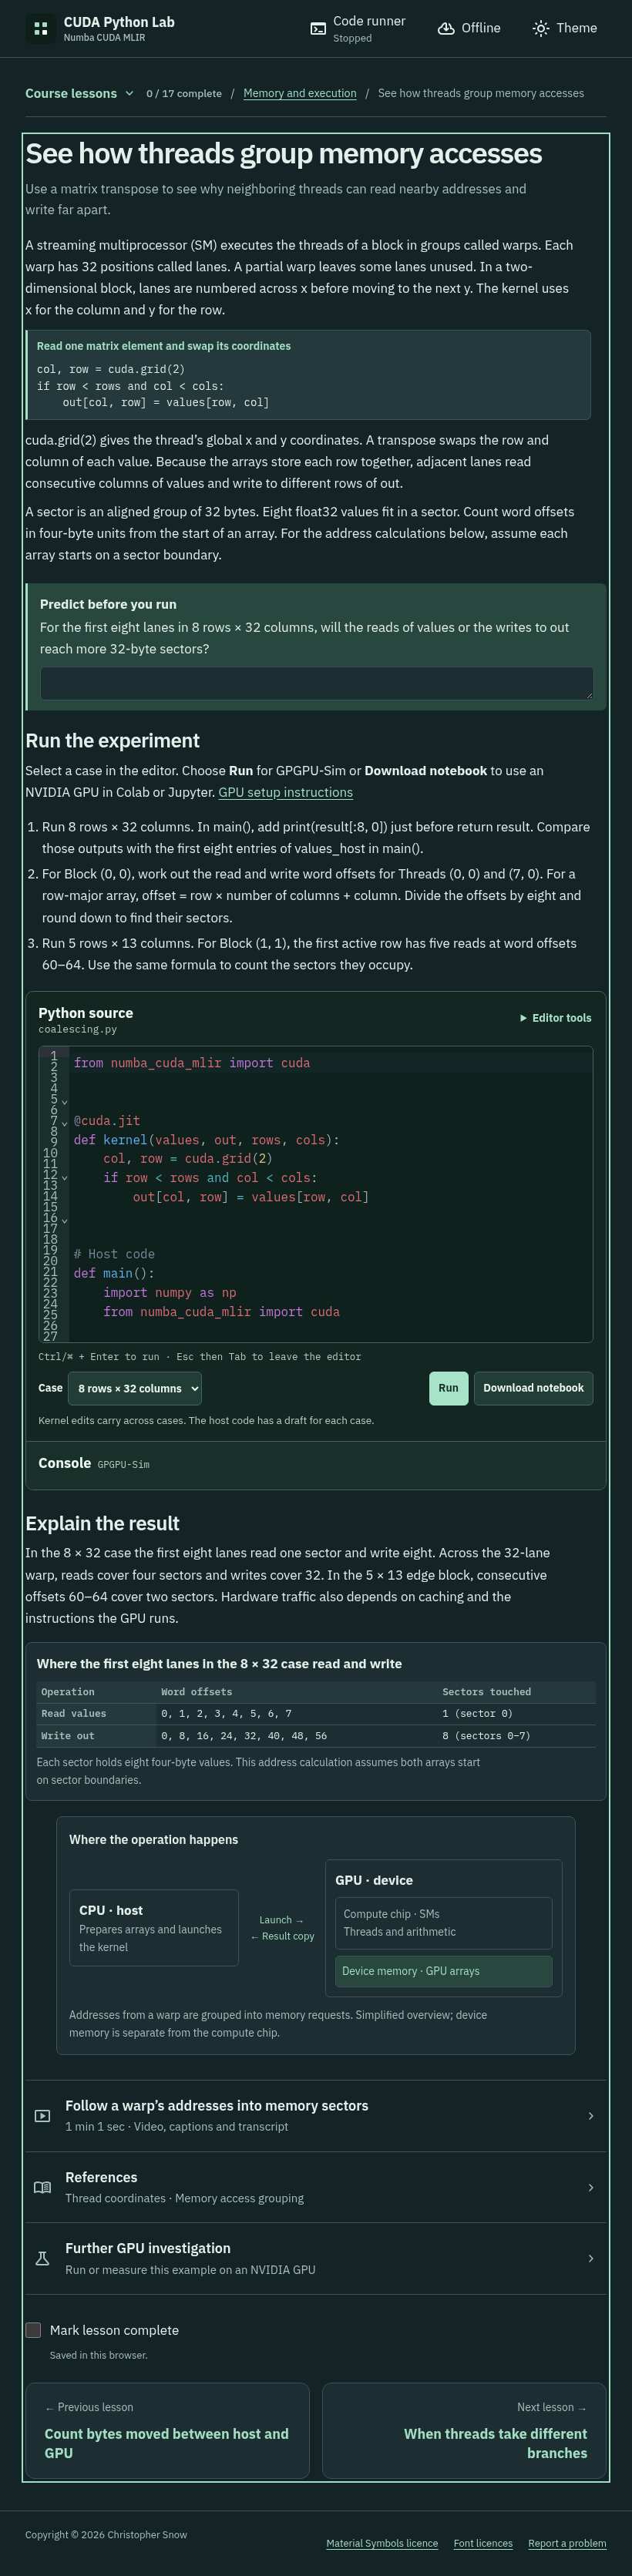 CUDA Python Lab
Numba CUDA MLIR
Code runner
Stopped
Offline
Theme
Course lessons
0 / 17 complete / Memory and execution / See how threads group memory accesses
See how threads group memory accesses
Use a matrix transpose to see why neighboring threads can read nearby addresses and
write far apart.
A streaming multiprocessor (SM) executes the threads of a block in groups called warps. Each
warp has 32 positions called lanes. A partial warp leaves some lanes unused. In a two-
dimensional block, lanes are numbered across x before moving to the next y. The kernel uses
x for the column and y for the row.
Read one matrix element and swap its coordinates
col, row = cuda.grid(2)
if row < rows and col < cols:
    out[col, row] = values[row, col]
cuda.grid(2) gives the thread’s global x and y coordinates. A transpose swaps the row and
column of each value. Because the arrays store each row together, adjacent lanes read
consecutive columns of values and write to different rows of out.
A sector is an aligned group of 32 bytes. Eight float32 values fit in a sector. Count word offsets
in four-byte units from the start of an array. For the address calculations below, assume each
array starts on a sector boundary.
Predict before you run
For the first eight lanes in 8 rows × 32 columns, will the reads of values or the writes to out
reach more 32-byte sectors?
Run the experiment
Select a case in the editor. Choose Run for GPGPU-Sim or Download notebook to use an
NVIDIA GPU in Colab or Jupyter. GPU setup instructions
1. Run 8 rows × 32 columns. In main(), add print(result[:8, 0]) just before return result. Compare
those outputs with the first eight entries of values_host in main().
2. For Block (0, 0), work out the read and write word offsets for Threads (0, 0) and (7, 0). For a
row-major array, offset = row × number of columns + column. Divide the offsets by eight and
round down to find their sectors.
3. Run 5 rows × 13 columns. For Block (1, 1), the first active row has five reads at word offsets
60–64. Use the same formula to count the sectors they occupy.
Python source
coalescing.py
Editor tools
1
2
3
4
5
6
7
8
9
10
11
12
13
14
15
16
17
18
19
20
21
22
23
24
25
26
27
from numba_cuda_mlir import cuda
@cuda.jit
def kernel(values, out, rows, cols):
    col, row = cuda.grid(2)
    if row < rows and col < cols:
        out[col, row] = values[row, col]
# Host code
def main():
    import numpy as np
    from numba_cuda_mlir import cuda
Ctrl/⌘ + Enter to run · Esc then Tab to leave the editor
Case 8 rows × 32 columns
Run
Download notebook
Kernel edits carry across cases. The host code has a draft for each case.
Console GPGPU-Sim
Explain the result
In the 8 × 32 case the first eight lanes read one sector and write eight. Across the 32-lane
warp, reads cover four sectors and writes cover 32. In the 5 × 13 edge block, consecutive
offsets 60–64 cover two sectors. Hardware traffic also depends on caching and the
instructions the GPU runs.
Where the first eight lanes in the 8 × 32 case read and write
Operation Word offsets Sectors touched
Read values 0, 1, 2, 3, 4, 5, 6, 7 1 (sector 0)
Write out 0, 8, 16, 24, 32, 40, 48, 56 8 (sectors 0–7)
Each sector holds eight four-byte values. This address calculation assumes both arrays start
on sector boundaries.
Where the operation happens
CPU · host
Prepares arrays and launches
the kernel
Launch →
← Result copy
GPU · device
Compute chip · SMs
Threads and arithmetic
Device memory · GPU arrays
Addresses from a warp are grouped into memory requests. Simplified overview; device
memory is separate from the compute chip.
Follow a warp’s addresses into memory sectors
1 min 1 sec · Video, captions and transcript
References
Thread coordinates · Memory access grouping
Further GPU investigation
Run or measure this example on an NVIDIA GPU
Mark lesson complete
Saved in this browser.
← Previous lesson
Count bytes moved between host and
GPU
Next lesson →
When threads take different
branches
Copyright © 2026 Christopher Snow
Material Symbols licence
Font licences
Report a problem